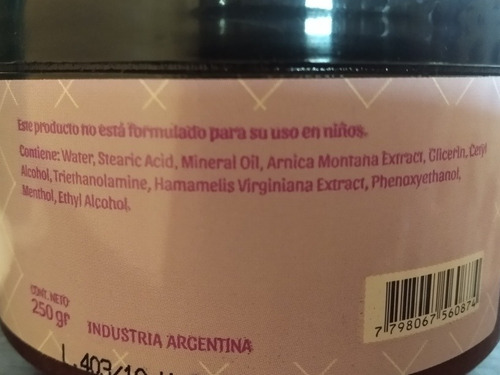 Este producto no está formulado para su uso en niños.
Contiene: Water, Stearic Acid, Mineral Oil, Arnica Montana Extract, Glicerin, Cetyl
Alcohol, Triethanolamine, Hamamelis Virginiana Extract, Phenoxyethanol,
Menthol, Ethyl Alcohol.
CONT. NETO:
250 gr
INDUSTRIA ARGENTINA
7 798067 560874
L.403/10